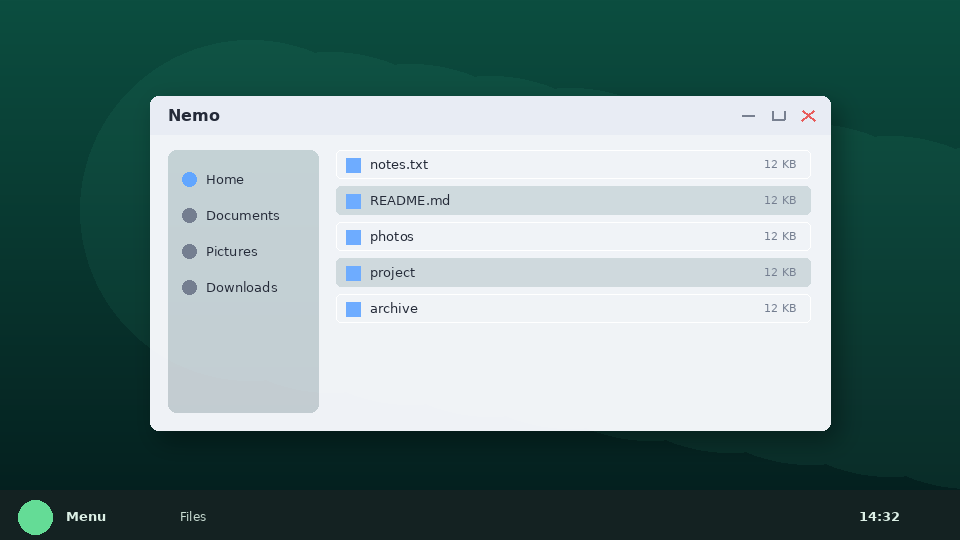 Nemo
Home
Documents
Pictures
Downloads
notes.txt 12 KB
README.md 12 KB
photos 12 KB
project 12 KB
archive 12 KB
Menu Files 14:32